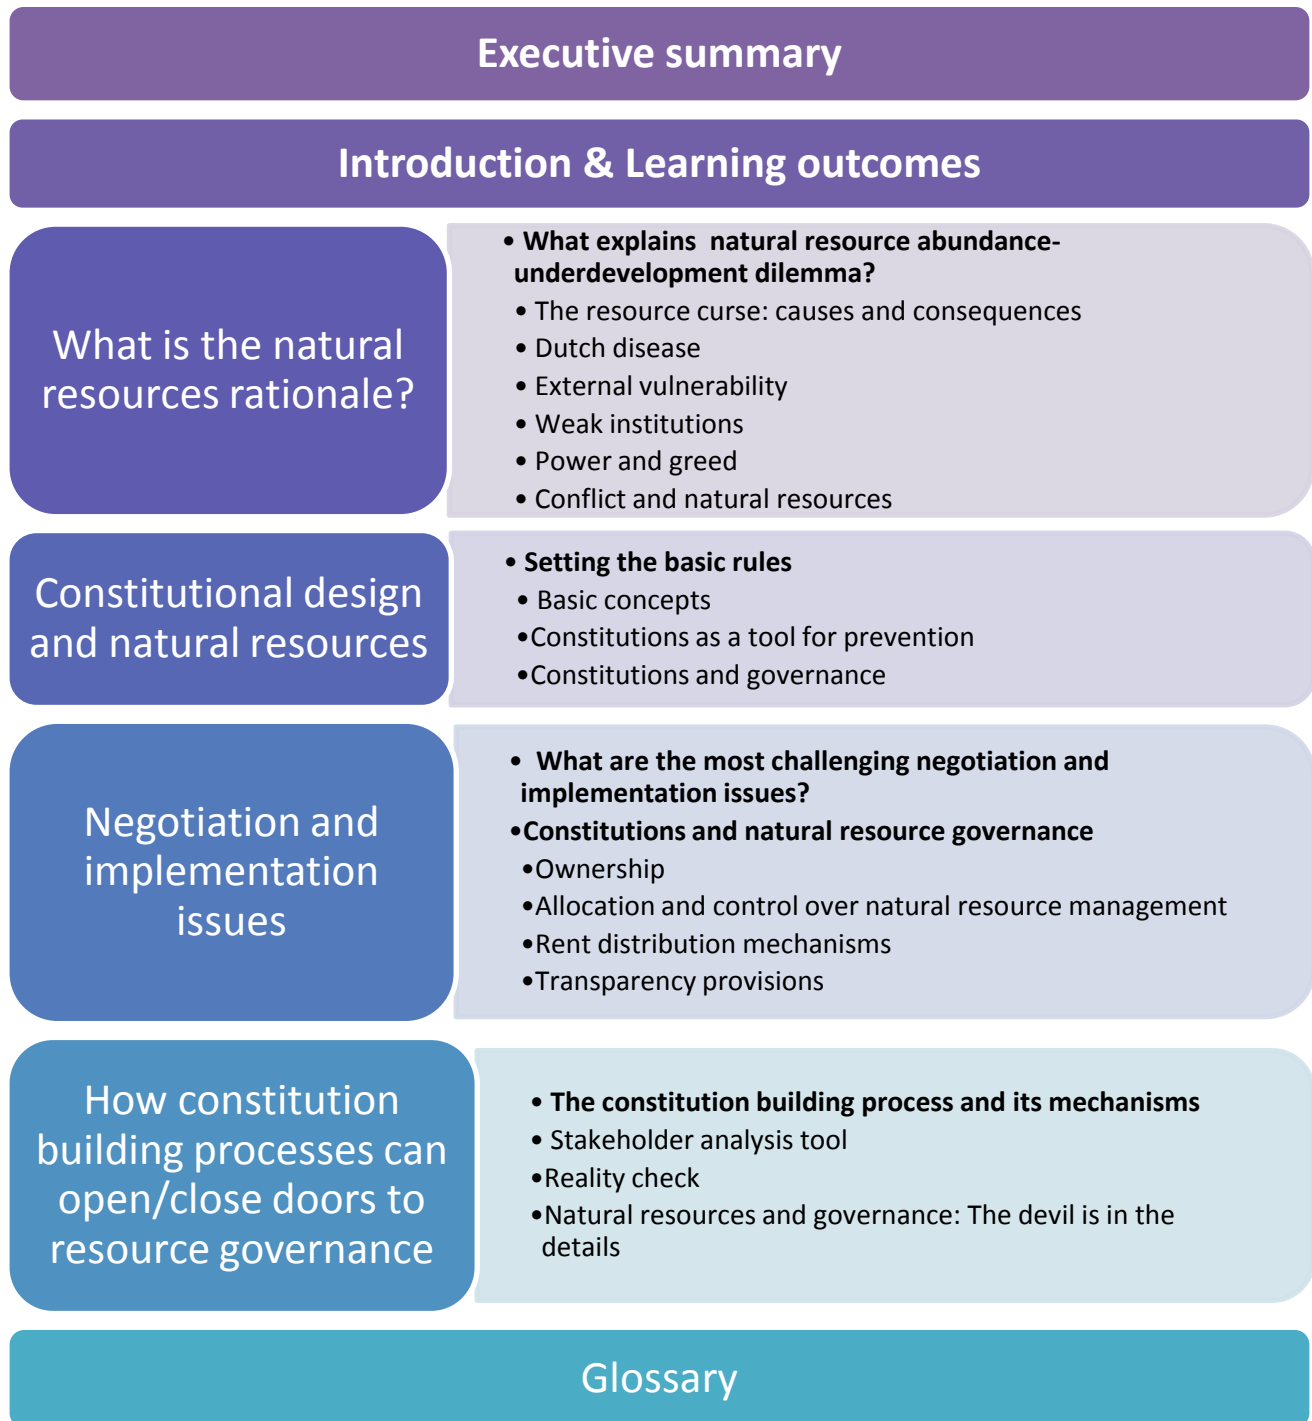 Executive summary
Introduction & Learning outcomes
What is the natural
resources rationale?
• What explains  natural resource abundance-
underdevelopment dilemma?
• The resource curse: causes and consequences
• Dutch disease
• External vulnerability
• Weak institutions
• Power and greed
• Conflict and natural resources
Constitutional design
and natural resources
• Setting the basic rules
• Basic concepts
•Constitutions as a tool for prevention
•Constitutions and governance
Negotiation and
implementation
issues
• What are the most challenging negotiation and
implementation issues?
•Constitutions and natural resource governance
•Ownership
•Allocation and control over natural resource management
•Rent distribution mechanisms
•Transparency provisions
How constitution
building processes can
open/close doors to
resource governance
• The constitution building process and its mechanisms
• Stakeholder analysis tool
•Reality check
•Natural resources and governance: The devil is in the
details
Glossary